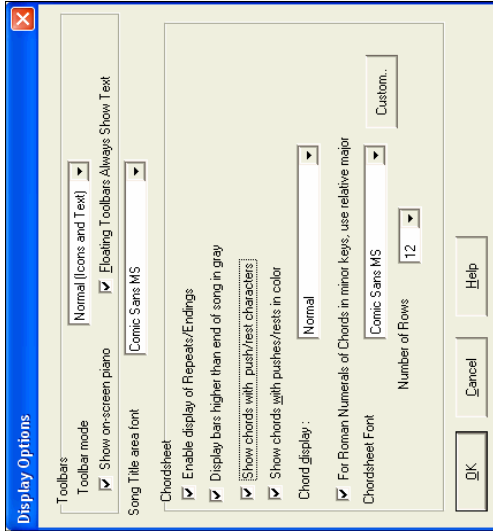 Display Options
Toolbars
Toolbar mode
Normal (Icons and Text)
Show on-screen piano
Floating Toolbars Always Show Text
Song Title area font
Comic Sans MS
Chordsheet
Enable display of Repeats/Endings
Display bars higher than end of song in gray
Show chords with push/rest characters
Show chords with pushes/rests in color
Chord display :
Normal
For Roman Numerals of Chords in minor keys, use relative major
Chordsheet Font
Comic Sans MS
Custom..
Number of Rows
12
OK
Cancel
Help